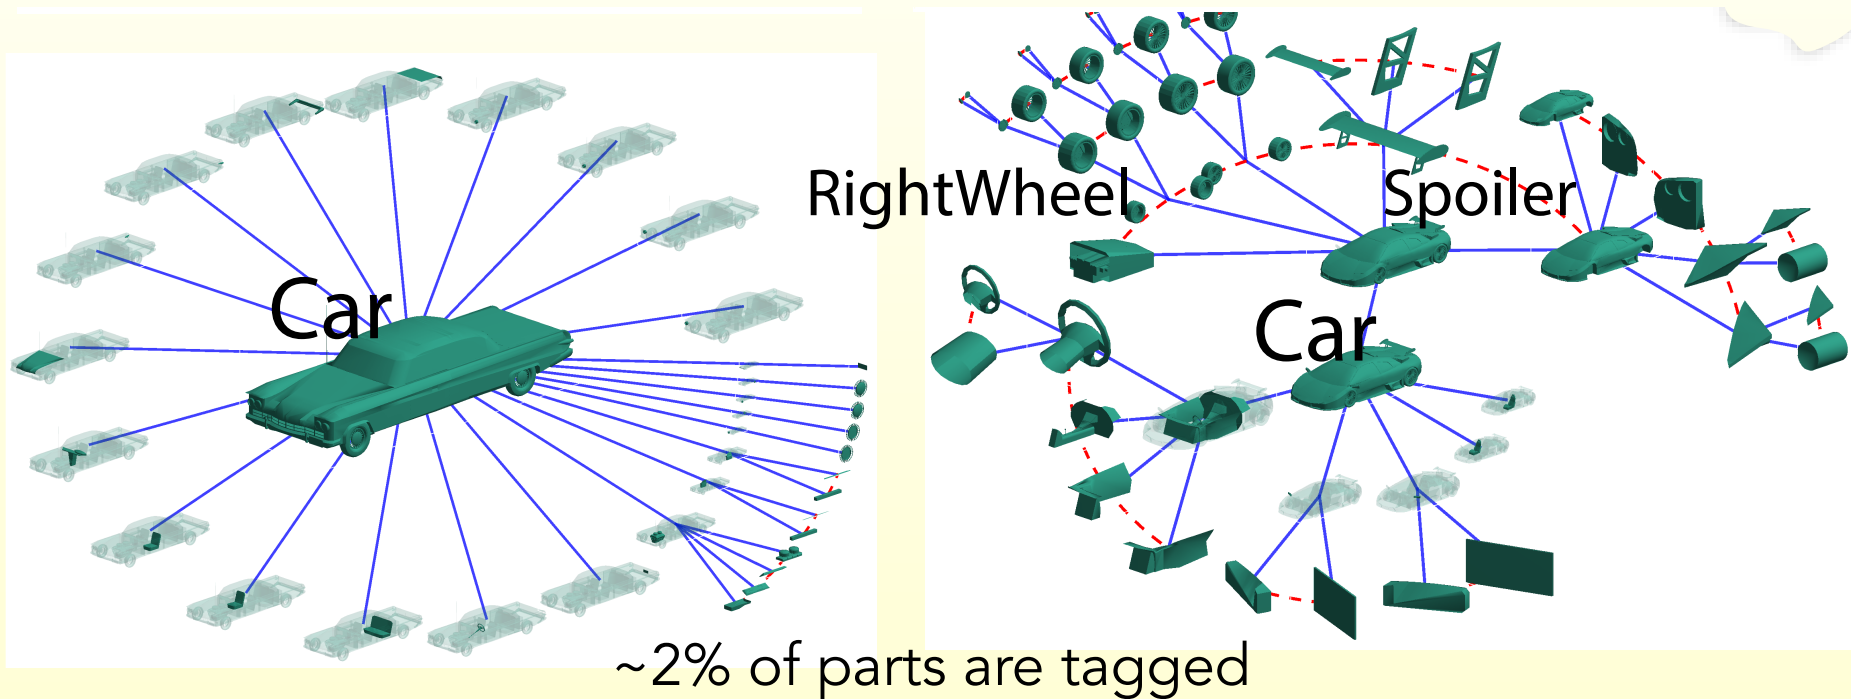 RightWheel
Spoiler
Car
Car
~2% of parts are tagged